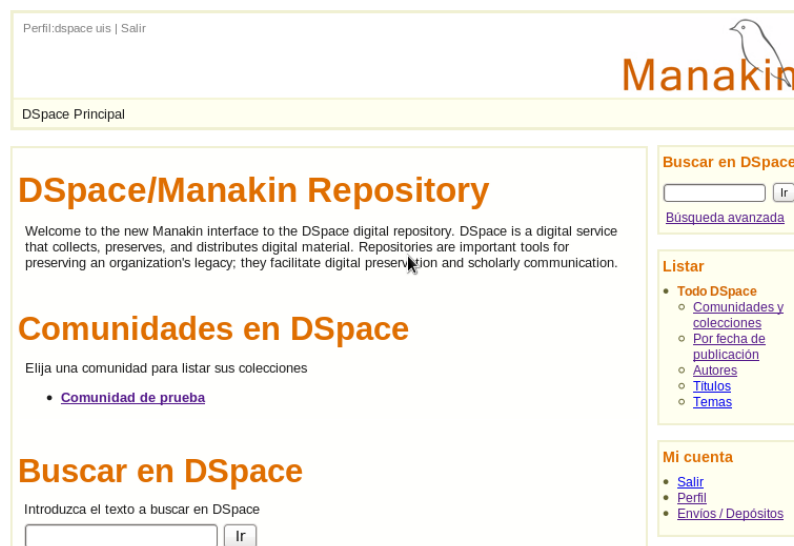 Perfil:dspace uis | Salir
Manakin
DSpace Principal
DSpace/Manakin Repository
Welcome to the new Manakin interface to the DSpace digital repository. DSpace is a digital service
that collects, preserves, and distributes digital material. Repositories are important tools for
preserving an organization's legacy; they facilitate digital preservation and scholarly communication.
Comunidades en DSpace
Elija una comunidad para listar sus colecciones
Comunidad de prueba
Buscar en DSpace
Introduzca el texto a buscar en DSpace
Ir
Buscar en DSpace
Ir
Búsqueda avanzada
Listar
Todo DSpace
Comunidades y
colecciones
Por fecha de
publicación
Autores
Títulos
Temas
Mi cuenta
Salir
Perfil
Envíos / Depósitos